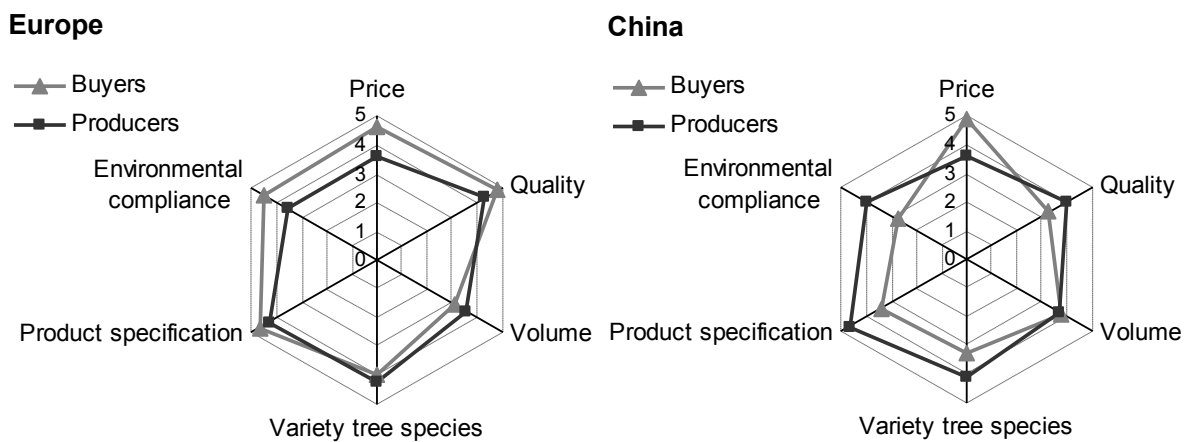 Europe
Buyers
Producers
Price
5
4
3
2
1
0
Environmental
compliance
Quality
Product specification
Volume
Variety tree species
China
Buyers
Producers
Price
5
4
3
2
1
0
Environmental
compliance
Quality
Product specification
Volume
Variety tree species